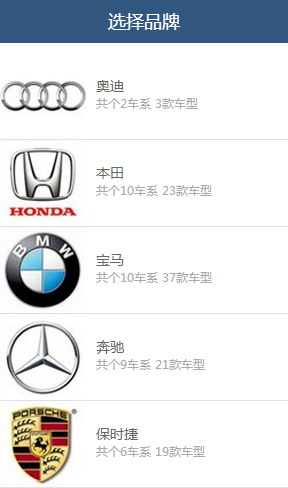 选择品牌
奥迪
共个2车系 3款车型
本田
共个10车系 23款车型
HONDA
BMW
宝马
共个10车系 37款车型
奔驰
共个9车系 21款车型
PORSCHE
保时捷
共个6车系 19款车型